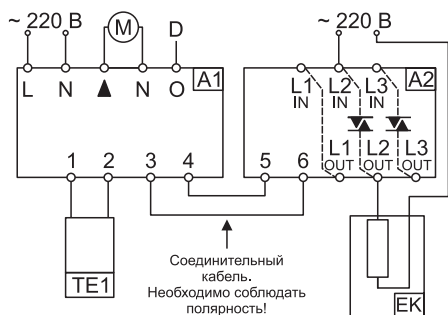 ~ 220 В
M
D
~ 220 В
L N ▲ N O A1
L1 IN L2 IN L3 IN A2
1 2 3 4
5 6 L1 OUT L2 OUT L3 OUT
TE1
Соединительный
кабель.
Необходимо соблюдать
полярность!
EK